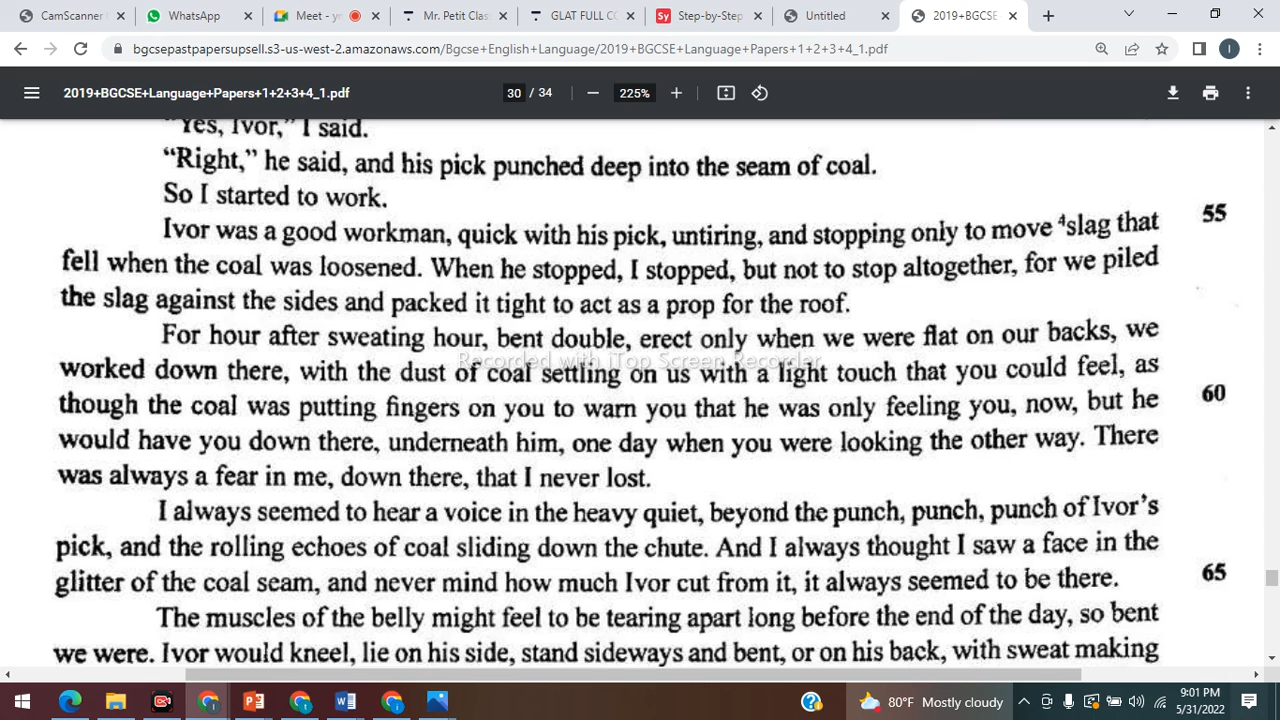 CamScanner
WhatsApp
Meet - yn
Mr. Petit Clas
GLAT FULL CO
Sy Step-by-Step
Untitled
2019+BGCSE
bgcsepastpapersupsell.s3-us-west-2.amazonaws.com/Bgcse+English+Language/2019+BGCSE+Language+Papers+1+2+3+4_1.pdf
I
2019+BGCSE+Language+Papers+1+2+3+4_1.pdf
30 / 34
225%
"Yes, Ivor," I said.
"Right," he said, and his pick punched deep into the seam of coal.
So I started to work.
55
Ivor was a good workman, quick with his pick, untiring, and stopping only to move ⁴slag that
fell when the coal was loosened. When he stopped, I stopped, but not to stop altogether, for we piled
the slag against the sides and packed it tight to act as a prop for the roof.
For hour after sweating hour, bent double, erect only when we were flat on our backs, we
Recorded with iTop Screen Recorder
worked down there, with the dust of coal settling on us with a light touch that you could feel, as
though the coal was putting fingers on you to warn you that he was only feeling you, now, but he
60
would have you down there, underneath him, one day when you were looking the other way. There
was always a fear in me, down there, that I never lost.
I always seemed to hear a voice in the heavy quiet, beyond the punch, punch, punch of Ivor's
pick, and the rolling echoes of coal sliding down the chute. And I always thought I saw a face in the
glitter of the coal seam, and never mind how much Ivor cut from it, it always seemed to be there.
65
The muscles of the belly might feel to be tearing apart long before the end of the day, so bent
we were. Ivor would kneel, lie on his side, stand sideways and bent, or on his back, with sweat making
80°F Mostly cloudy
9:01 PM
5/31/2022